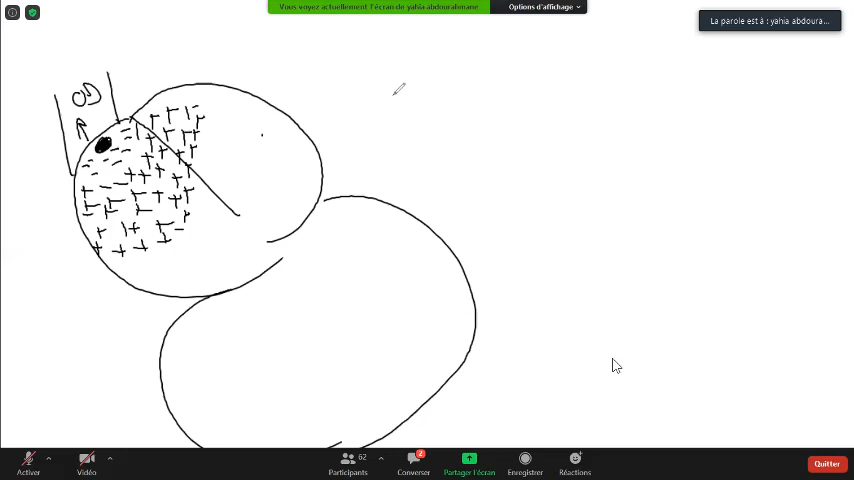 Vous voyez actuellement l'écran de yahia abdourahmane
Options d'affichage
La parole est à : yahia abdoura...
OD
Activer
Vidéo
62
Participants
2
Converser
Partager l'écran
Enregistrer
Réactions
Quitter